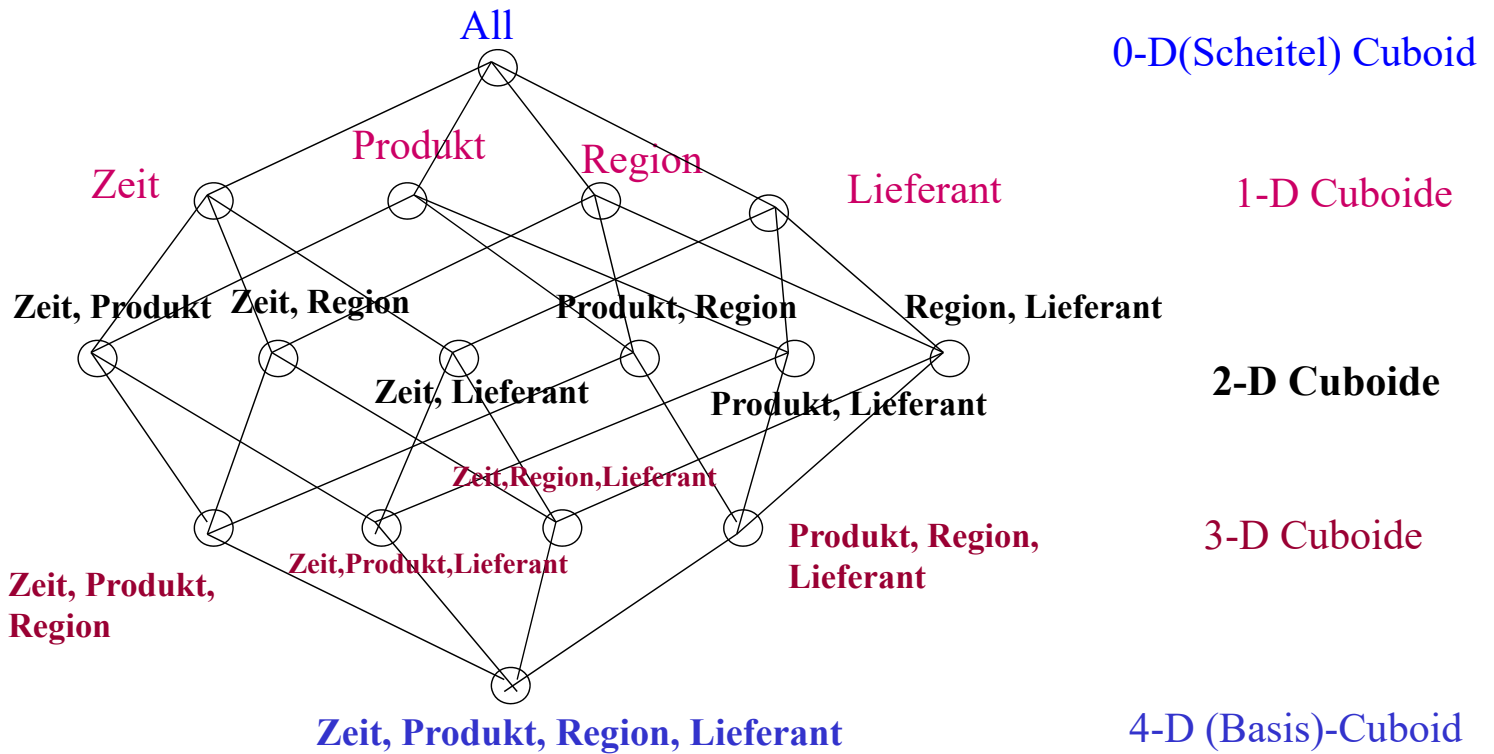 All
0-D(Scheitel) Cuboid
Produkt
Region
Zeit
Lieferant
1-D Cuboide
Zeit, Produkt
Zeit, Region
Produkt, Region
Region, Lieferant
2-D Cuboide
Zeit, Lieferant
Produkt, Lieferant
Zeit,Region,Lieferant
3-D Cuboide
Produkt, Region,
Lieferant
Zeit,Produkt,Lieferant
Zeit, Produkt,
Region
Zeit, Produkt, Region, Lieferant
4-D (Basis)-Cuboid